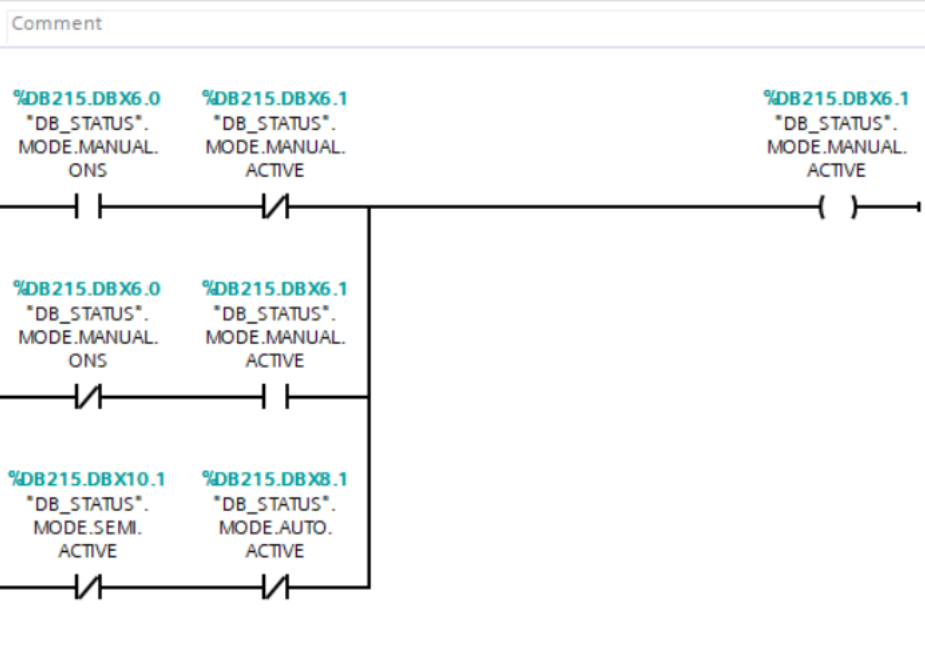 Comment
%DB215.DBX6.0 %DB215.DBX6.1 %DB215.DBX6.1
"DB_STATUS". "DB_STATUS". "DB_STATUS".
MODE.MANUAL. MODE.MANUAL. MODE.MANUAL.
ONS ACTIVE ACTIVE
%DB215.DBX6.0 %DB215.DBX6.1
"DB_STATUS". "DB_STATUS".
MODE.MANUAL. MODE.MANUAL.
ONS ACTIVE
%DB215.DBX10.1 %DB215.DBX8.1
"DB_STATUS". "DB_STATUS".
MODE.SEMI. MODE.AUTO.
ACTIVE ACTIVE